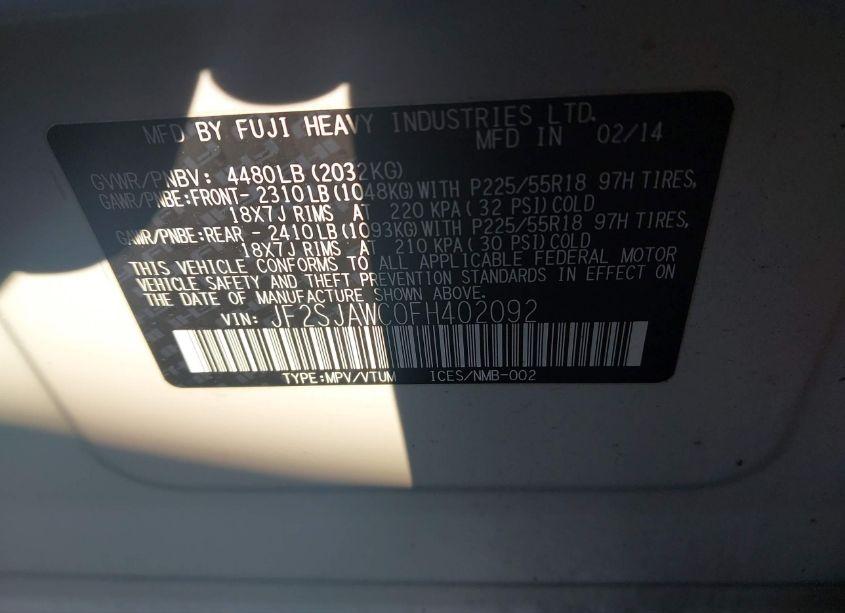 MFD BY FUJI HEAVY INDUSTRIES LTD.
MFD IN 02/14
GVWR/PNBV: 4480LB(2032KG)
GAWR/PNBE:FRONT- 2310LB(1048KG)WITH P225/55R18 97H TIRES,
18X7J RIMS AT 220 KPA(32 PSI)COLD
GAWR/PNBE:REAR - 2410LB(1093KG)WITH P225/55R18 97H TIRES,
18X7J RIMS AT 210 KPA(30 PSI)COLD
THIS VEHICLE CONFORMS TO ALL APPLICABLE FEDERAL MOTOR
VEHICLE SAFETY AND THEFT PREVENTION STANDARDS IN EFFECT ON
THE DATE OF MANUFACTURE SHOWN ABOVE.
VIN: JF2SJAWC0FH402092
TYPE:MPV/VTUM ICES/NMB-002